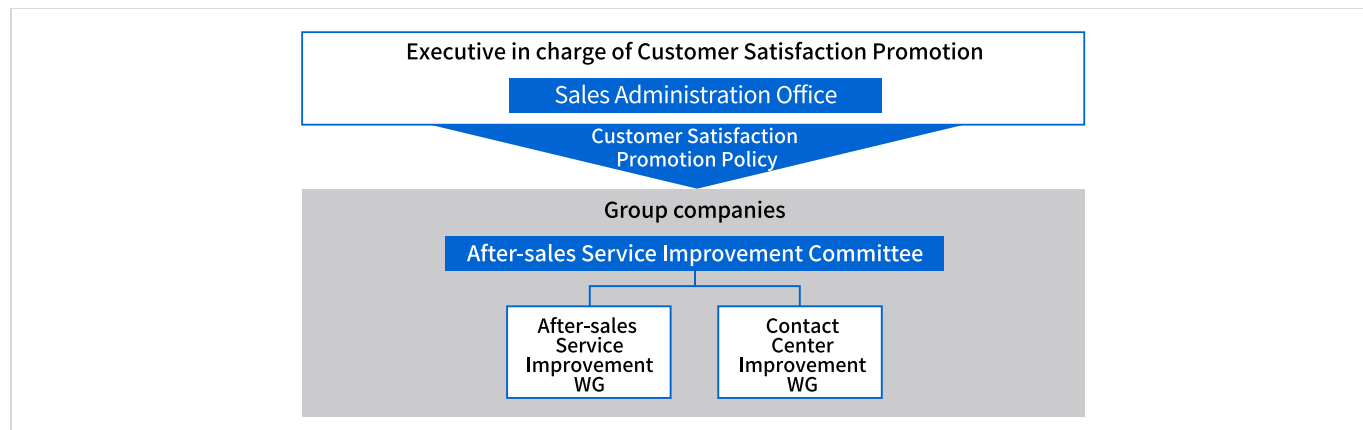 Executive in charge of Customer Satisfaction Promotion
Sales Administration Office
Customer Satisfaction
Promotion Policy
Group companies
After-sales Service Improvement Committee
After-sales
Service
Improvement
WG
Contact
Center
Improvement
WG